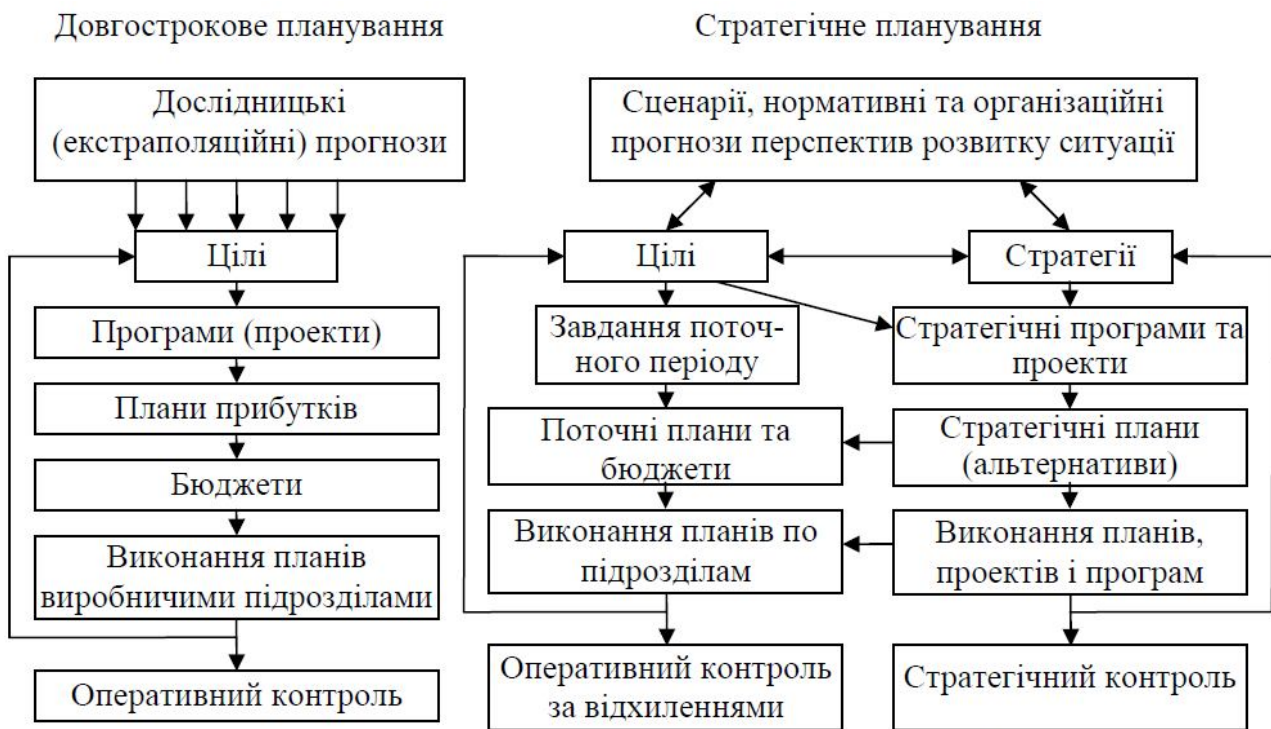 Довгострокове планування
Дослідницькі
(екстраполяційні) прогнози
Цілі
Програми (проекти)
Плани прибутків
Бюджети
Виконання планів
виробничими підрозділами
Оперативний контроль
Стратегічне планування
Сценарії, нормативні та організаційні
прогнози перспектив розвитку ситуації
Цілі
Стратегії
Завдання поточ-
ного періоду
Стратегічні програми та
проекти
Поточні плани та
бюджети
Стратегічні плани
(альтернативи)
Виконання планів по
підрозділам
Виконання планів,
проектів і програм
Оперативний контроль
за відхиленнями
Стратегічний контроль